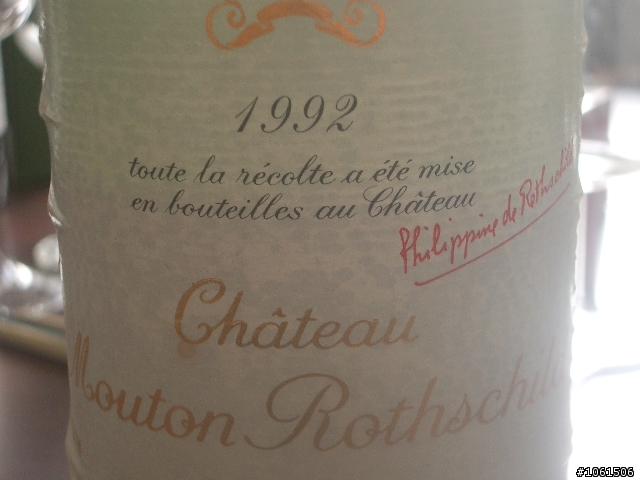 1992
toute la récolte a été mise
en bouteilles au Château
Philippine de Rothschild
Château
Mouton Rothschild
#1061506